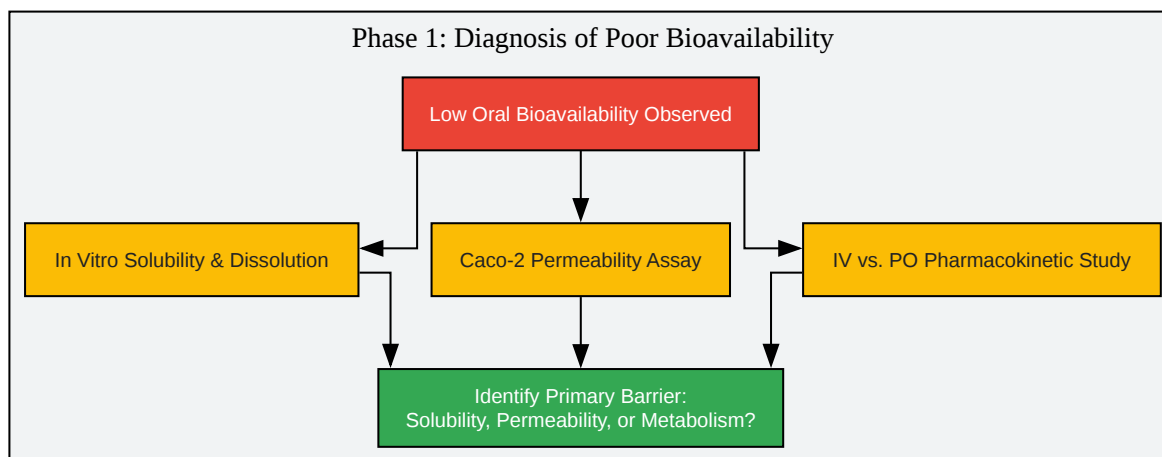 Phase 1: Diagnosis of Poor Bioavailability
Low Oral Bioavailability Observed
In Vitro Solubility & Dissolution
Caco-2 Permeability Assay
IV vs. PO Pharmacokinetic Study
Identify Primary Barrier:
Solubility, Permeability, or Metabolism?